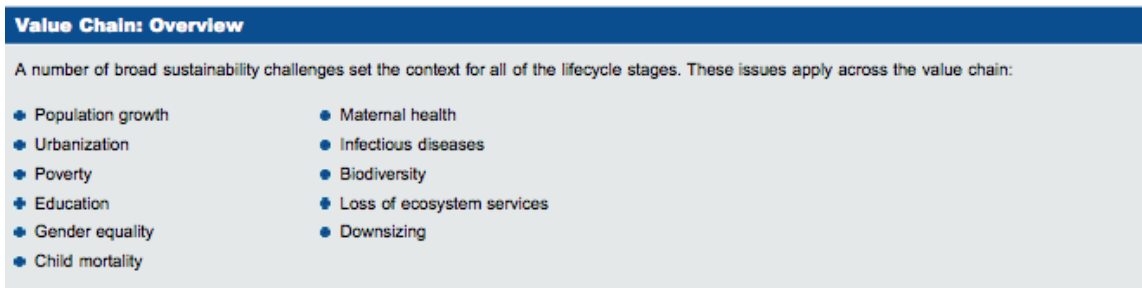 Value Chain: Overview
A number of broad sustainability challenges set the context for all of the lifecycle stages. These issues apply across the value chain:
Population growth
Urbanization
Poverty
Education
Gender equality
Child mortality
Maternal health
Infectious diseases
Biodiversity
Loss of ecosystem services
Downsizing